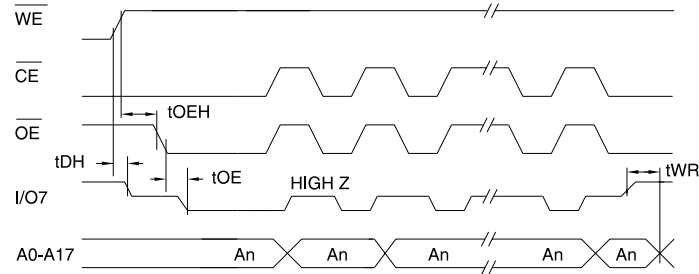 WE
CE
tOEH
OE
tDH
tOE
HIGH Z
tWR
I/O7
A0-A17 An An An An An